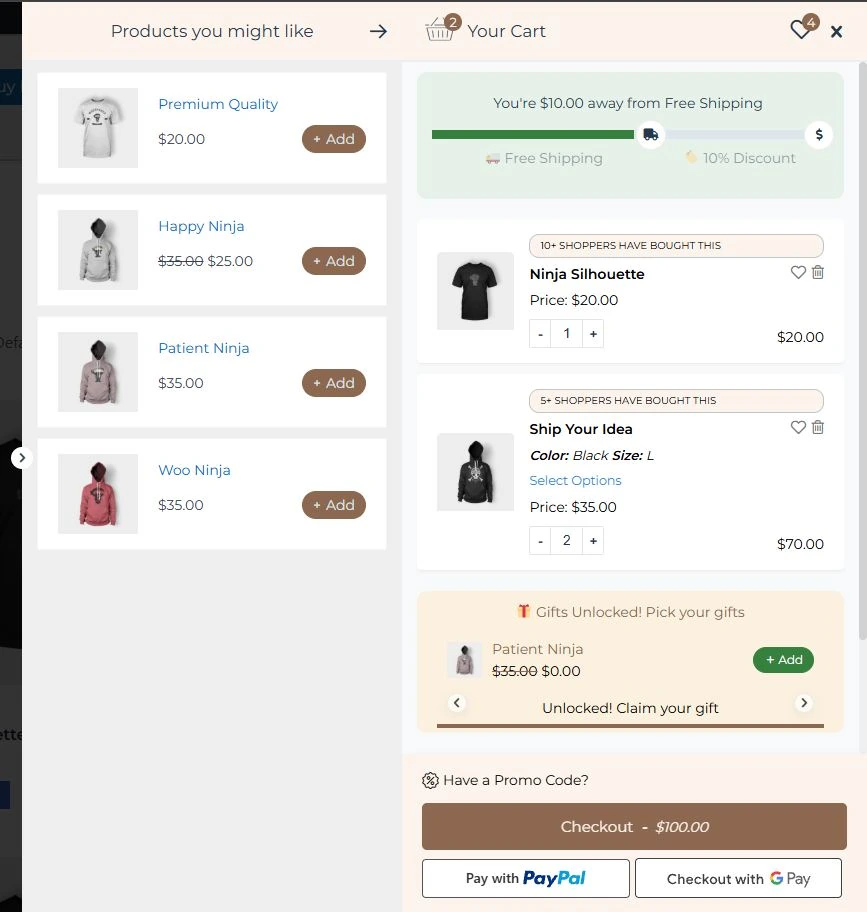 Products you might like
Premium Quality
$20.00
+ Add
Happy Ninja
$35.00 $25.00
+ Add
Patient Ninja
$35.00
+ Add
Woo Ninja
$35.00
+ Add
2
Your Cart
4
You're $10.00 away from Free Shipping
$
Free Shipping
10% Discount
10+ SHOPPERS HAVE BOUGHT THIS
Ninja Silhouette
Price: $20.00
- 1 +
$20.00
5+ SHOPPERS HAVE BOUGHT THIS
Ship Your Idea
Color: Black Size: L
Select Options
Price: $35.00
- 2 +
$70.00
Gifts Unlocked! Pick your gifts
Patient Ninja
$35.00 $0.00
+ Add
Unlocked! Claim your gift
Have a Promo Code?
Checkout - $100.00
Pay with PayPal
Checkout with G Pay